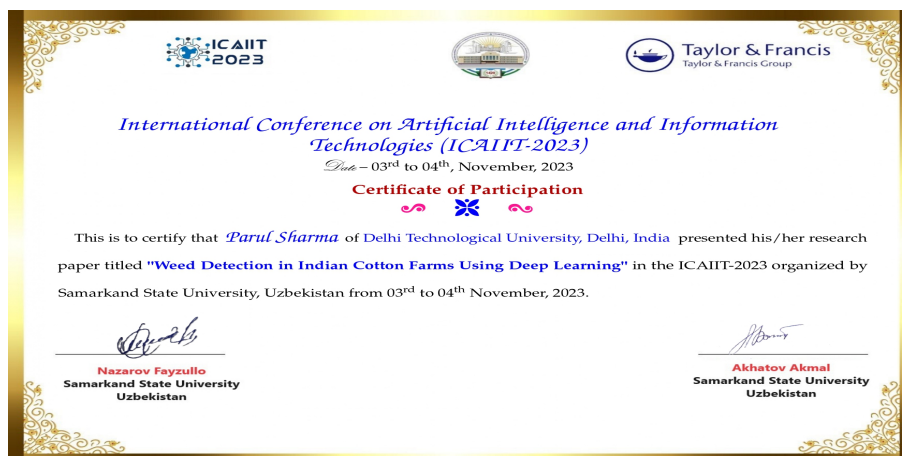 ICAIIT
2023
Taylor & Francis
Taylor & Francis Group
International Conference on Artificial Intelligence and Information
Technologies (ICAIIT-2023)
Date – 03rd to 04th, November, 2023
Certificate of Participation
This is to certify that Parul Sharma of Delhi Technological University, Delhi, India presented his/her research
paper titled "Weed Detection in Indian Cotton Farms Using Deep Learning" in the ICAIIT-2023 organized by
Samarkand State University, Uzbekistan from 03rd to 04th November, 2023.
Nazarov Fayzullo
Samarkand State University
Uzbekistan
Akhatov Akmal
Samarkand State University
Uzbekistan